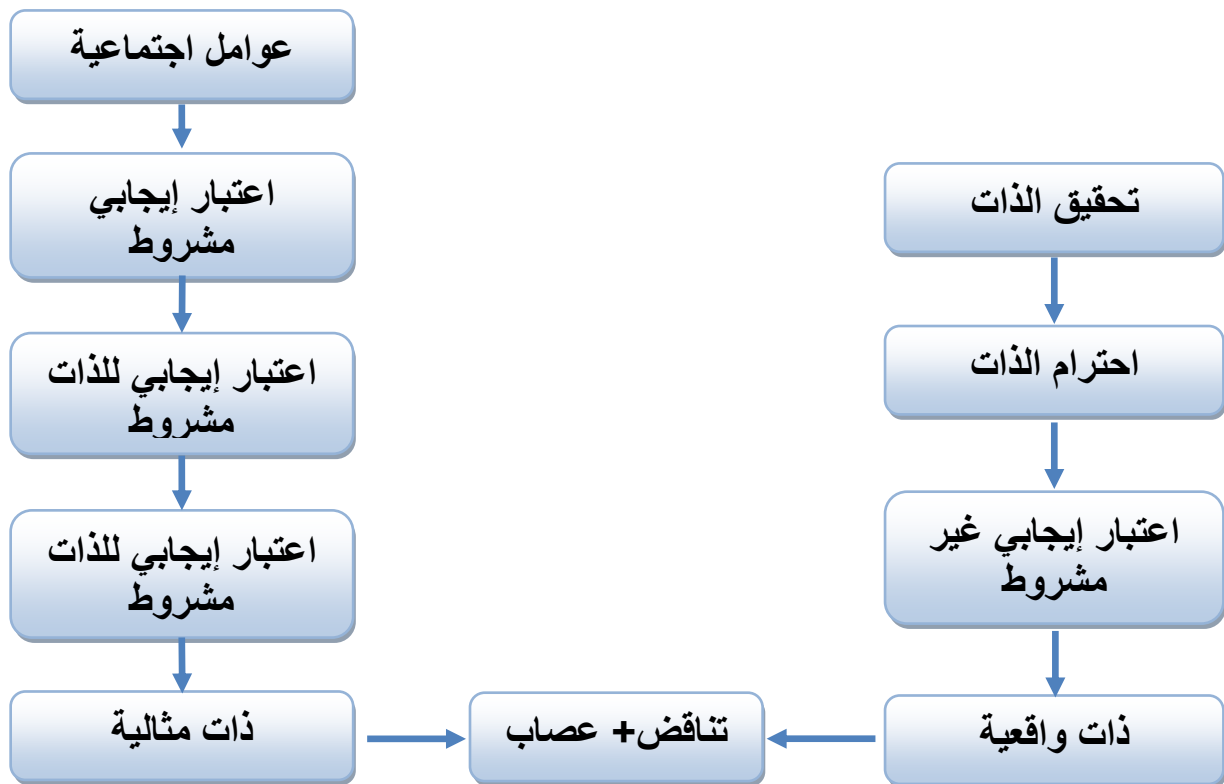 عوامل اجتماعية
اعتبار إيجابي
مشروط
اعتبار إيجابي للذات
مشروط
اعتبار إيجابي للذات
مشروط
ذات مثالية
تحقيق الذات
احترام الذات
اعتبار إيجابي غير
مشروط
ذات واقعية
تناقض+ عصاب